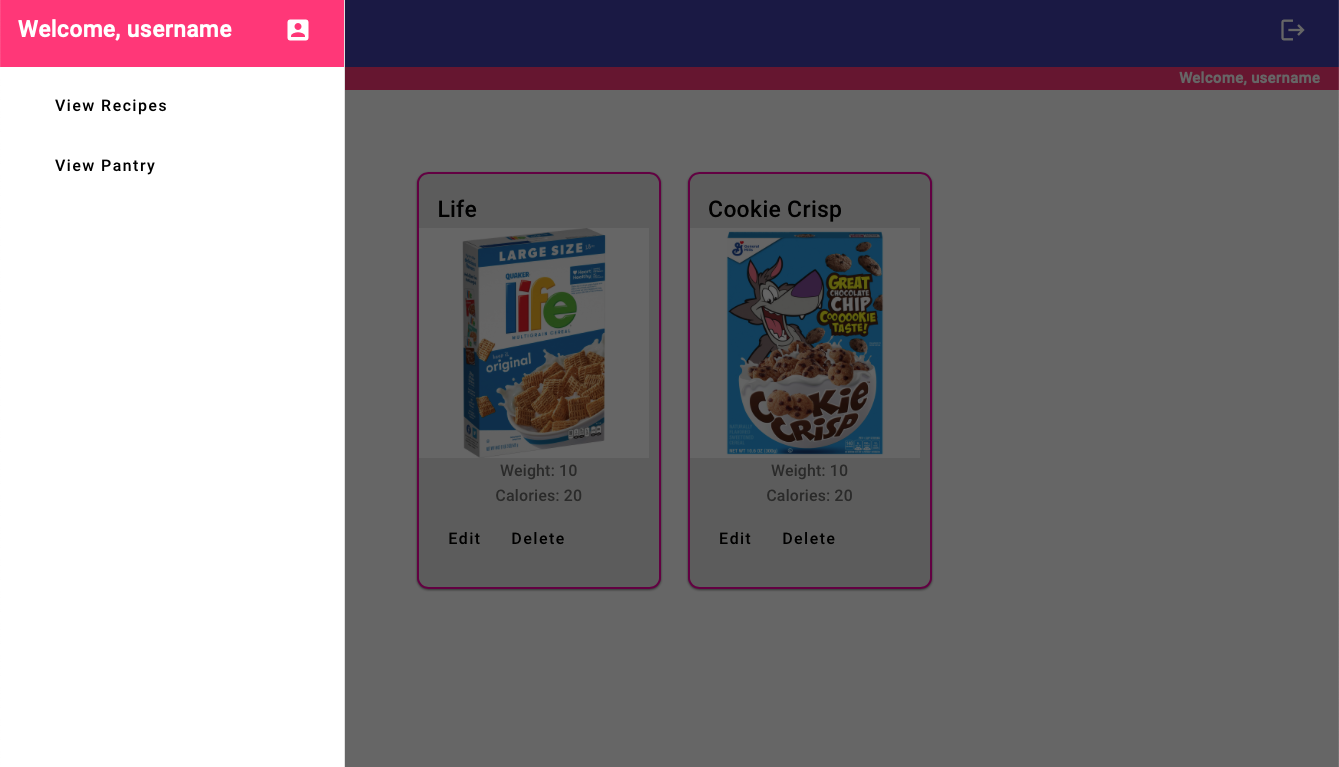 Welcome, username
View Recipes
View Pantry
Welcome, username
Life
LARGE SIZE
QUAKER
life
MULTIGRAIN CEREAL
original
Weight: 10
Calories: 20
Edit Delete
Cookie Crisp
GREAT
CHOCOLATE
CHIP
COOOOOKIE
TASTE!
COOKIE
CRISP
Weight: 10
Calories: 20
Edit Delete